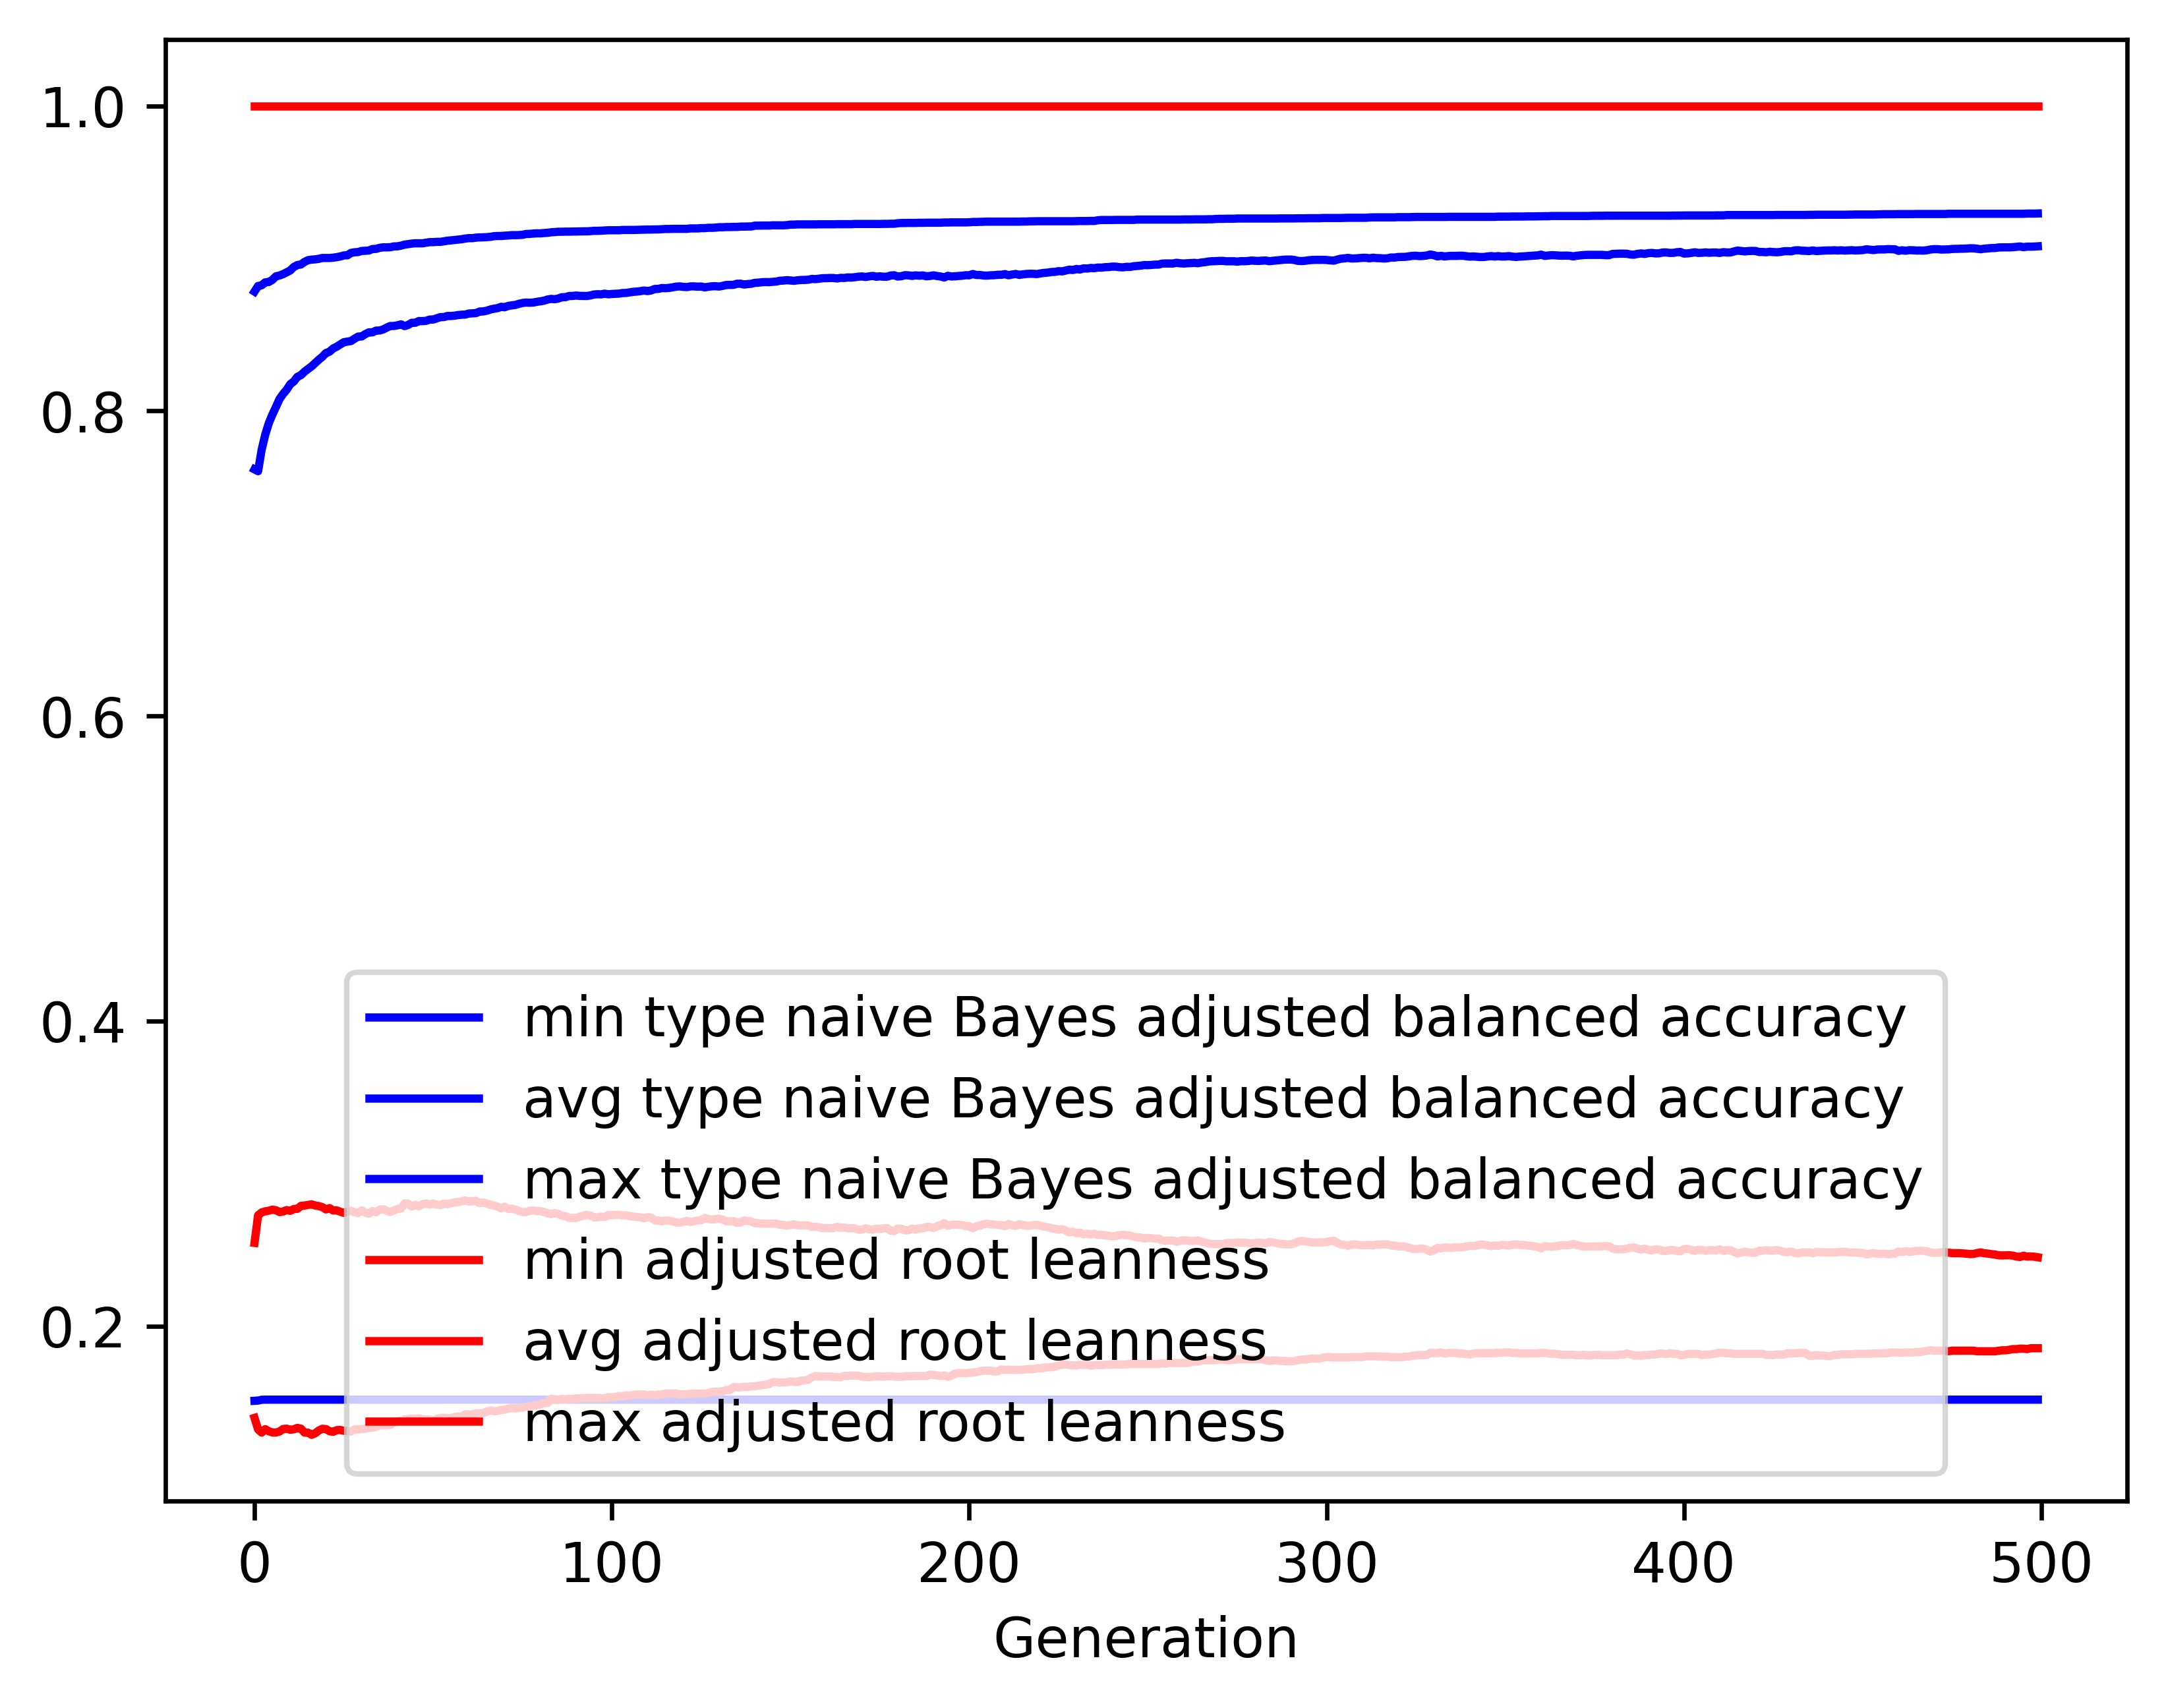 1.0
0.8
0.6
0.4
0.2
min type naive Bayes adjusted balanced accuracy
avg type naive Bayes adjusted balanced accuracy
max type naive Bayes adjusted balanced accuracy
min adjusted root leanness
avg adjusted root leanness
max adjusted root leanness
0 100 200 300 400 500
Generation